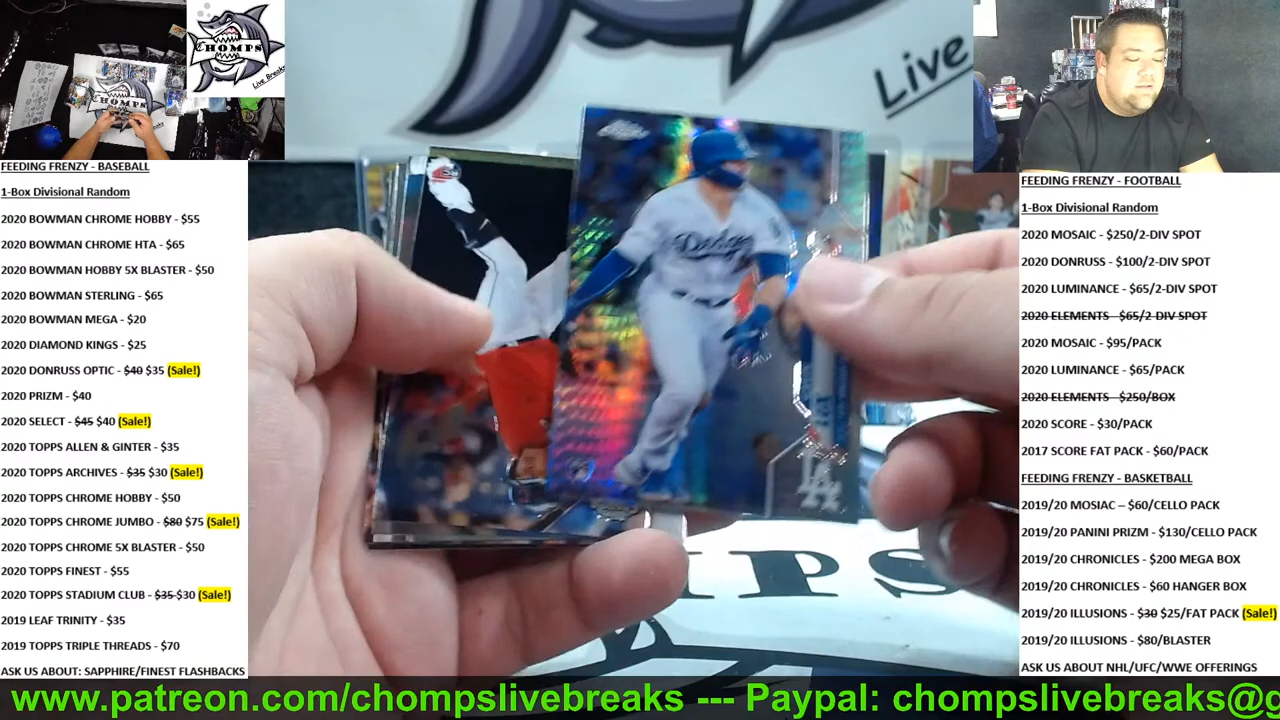 CHOMPS
Live Breaks
Live
FEEDING FRENZY - BASEBALL
1-Box Divisional Random
2020 BOWMAN CHROME HOBBY - $55
2020 BOWMAN CHROME HTA - $65
2020 BOWMAN HOBBY 5X BLASTER - $50
2020 BOWMAN STERLING - $65
2020 BOWMAN MEGA - $20
2020 DIAMOND KINGS - $25
2020 DONRUSS OPTIC - $40 $35 (Sale!)
2020 PRIZM - $40
2020 SELECT - $45 $40 (Sale!)
2020 TOPPS ALLEN & GINTER - $35
2020 TOPPS ARCHIVES - $35 $30 (Sale!)
2020 TOPPS CHROME HOBBY - $50
2020 TOPPS CHROME JUMBO - $80 $75 (Sale!)
2020 TOPPS CHROME 5X BLASTER - $50
2020 TOPPS FINEST - $55
2020 TOPPS STADIUM CLUB - $35 $30 (Sale!)
2019 LEAF TRINITY - $35
2019 TOPPS TRIPLE THREADS - $70
ASK US ABOUT: SAPPHIRE/FINEST FLASHBACKS
Dodgers
LA
MPS
FEEDING FRENZY - FOOTBALL
1-Box Divisional Random
2020 MOSAIC - $250/2-DIV SPOT
2020 DONRUSS - $100/2-DIV SPOT
2020 LUMINANCE - $65/2-DIV SPOT
2020 ELEMENTS - $65/2 DIV SPOT
2020 MOSAIC - $95/PACK
2020 LUMINANCE - $65/PACK
2020 ELEMENTS - $250/BOX
2020 SCORE - $30/PACK
2017 SCORE FAT PACK - $60/PACK
FEEDING FRENZY - BASKETBALL
2019/20 MOSIAC – $60/CELLO PACK
2019/20 PANINI PRIZM - $130/CELLO PACK
2019/20 CHRONICLES - $200 MEGA BOX
2019/20 CHRONICLES - $60 HANGER BOX
2019/20 ILLUSIONS - $30 $25/FAT PACK (Sale!)
2019/20 ILLUSIONS - $80/BLASTER
ASK US ABOUT NHL/UFC/WWE OFFERINGS
www.patreon.com/chompslivebreaks --- Paypal: chompslivebreaks@g